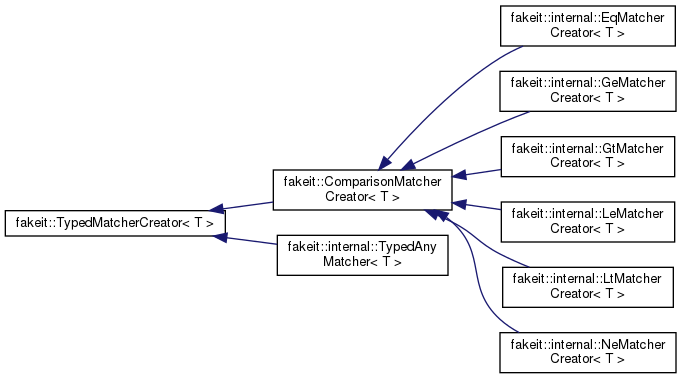 fakeit::TypedMatcherCreator< T >
fakeit::ComparisonMatcher
Creator< T >
fakeit::internal::TypedAny
Matcher< T >
fakeit::internal::EqMatcher
Creator< T >
fakeit::internal::GeMatcher
Creator< T >
fakeit::internal::GtMatcher
Creator< T >
fakeit::internal::LeMatcher
Creator< T >
fakeit::internal::LtMatcher
Creator< T >
fakeit::internal::NeMatcher
Creator< T >